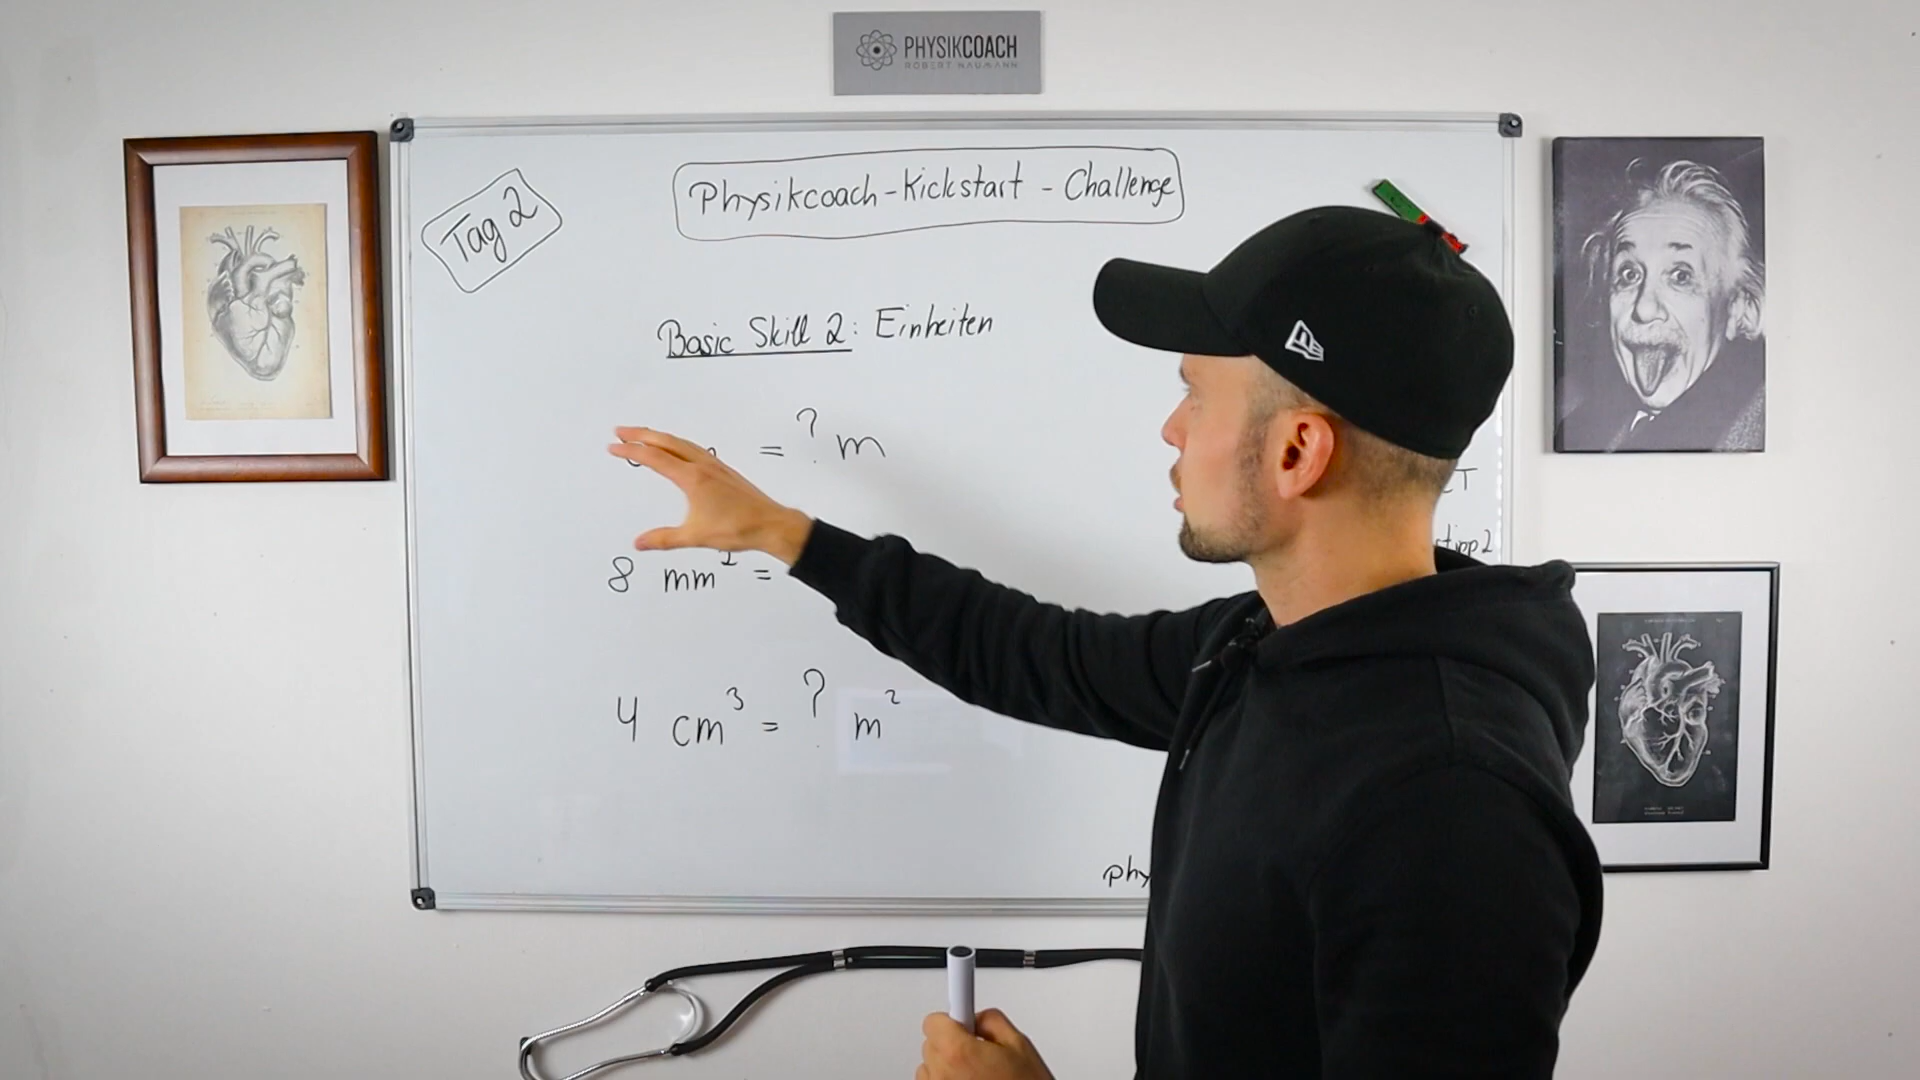 PHYSIKCOACH
ROBERT NAUMANN
Tag 2
Physikcoach-Kickstart - Challenge
Basic Skill 2: Einheiten
= ? m
8 mm² =
4 cm³ = ? m²